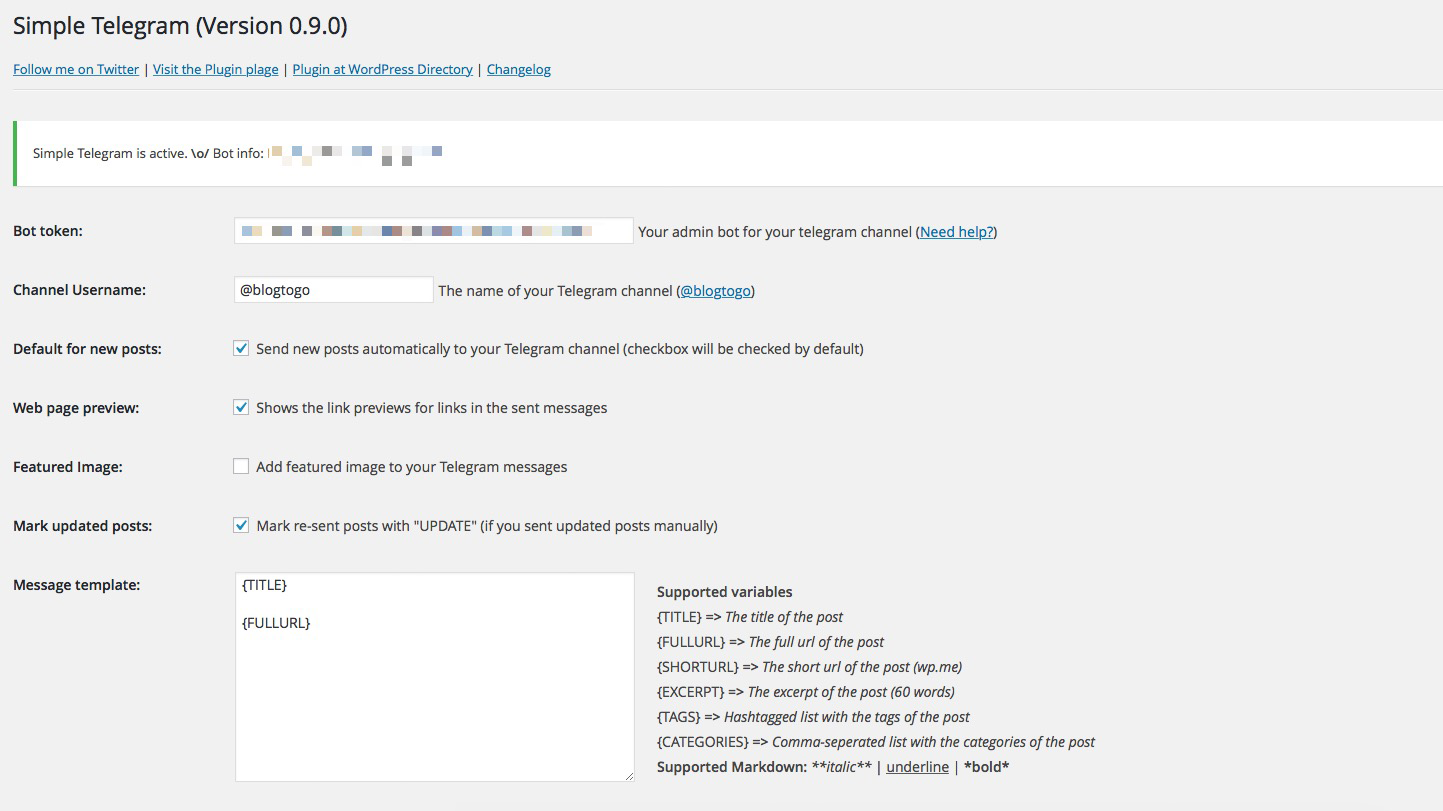 Simple Telegram (Version 0.9.0)
Follow me on Twitter | Visit the Plugin plage | Plugin at WordPress Directory | Changelog
Simple Telegram is active. \o/ Bot info:
Bot token: Your admin bot for your telegram channel (Need help?)
Channel Username: @blogtogo The name of your Telegram channel (@blogtogo)
Default for new posts: Send new posts automatically to your Telegram channel (checkbox will be checked by default)
Web page preview: Shows the link previews for links in the sent messages
Featured Image: Add featured image to your Telegram messages
Mark updated posts: Mark re-sent posts with "UPDATE" (if you sent updated posts manually)
Message template:
{TITLE}
{FULLURL}
Supported variables
{TITLE} => The title of the post
{FULLURL} => The full url of the post
{SHORTURL} => The short url of the post (wp.me)
{EXCERPT} => The excerpt of the post (60 words)
{TAGS} => Hashtagged list with the tags of the post
{CATEGORIES} => Comma-seperated list with the categories of the post
Supported Markdown: **italic** | underline | *bold*